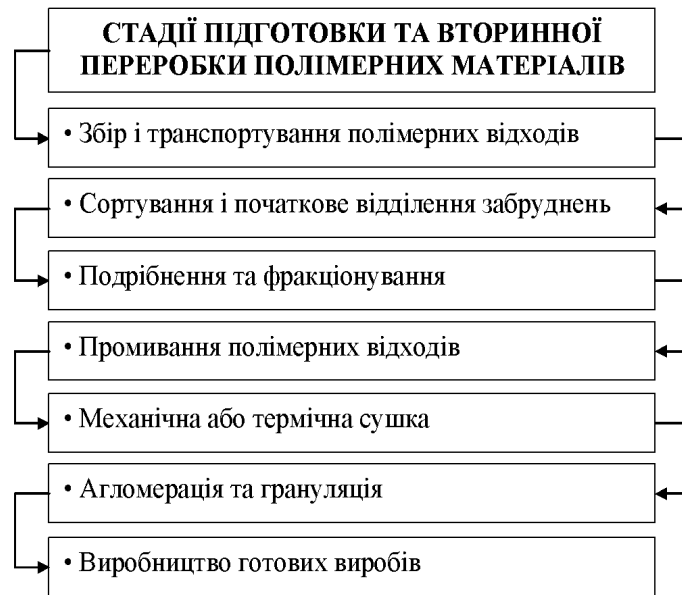 СТАДІЇ ПІДГОТОВКИ ТА ВТОРИННОЇ
ПЕРЕРОБКИ ПОЛІМЕРНИХ МАТЕРІАЛІВ
• Збір і транспортування полімерних відходів
• Сортування і початкове відділення забруднень
• Подрібнення та фракціонування
• Промивання полімерних відходів
• Механічна або термічна сушка
• Агломерація та грануляція
• Виробництво готових виробів